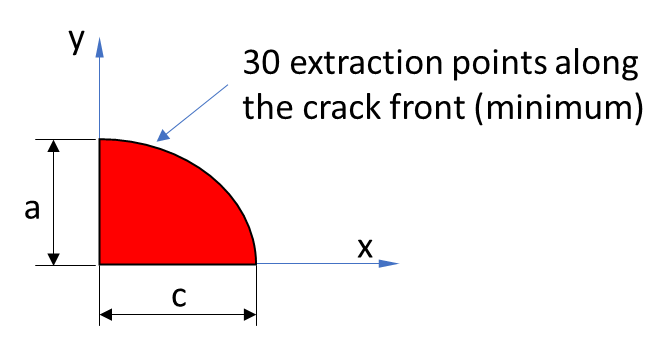 y
30 extraction points along
the crack front (minimum)
a
x
c